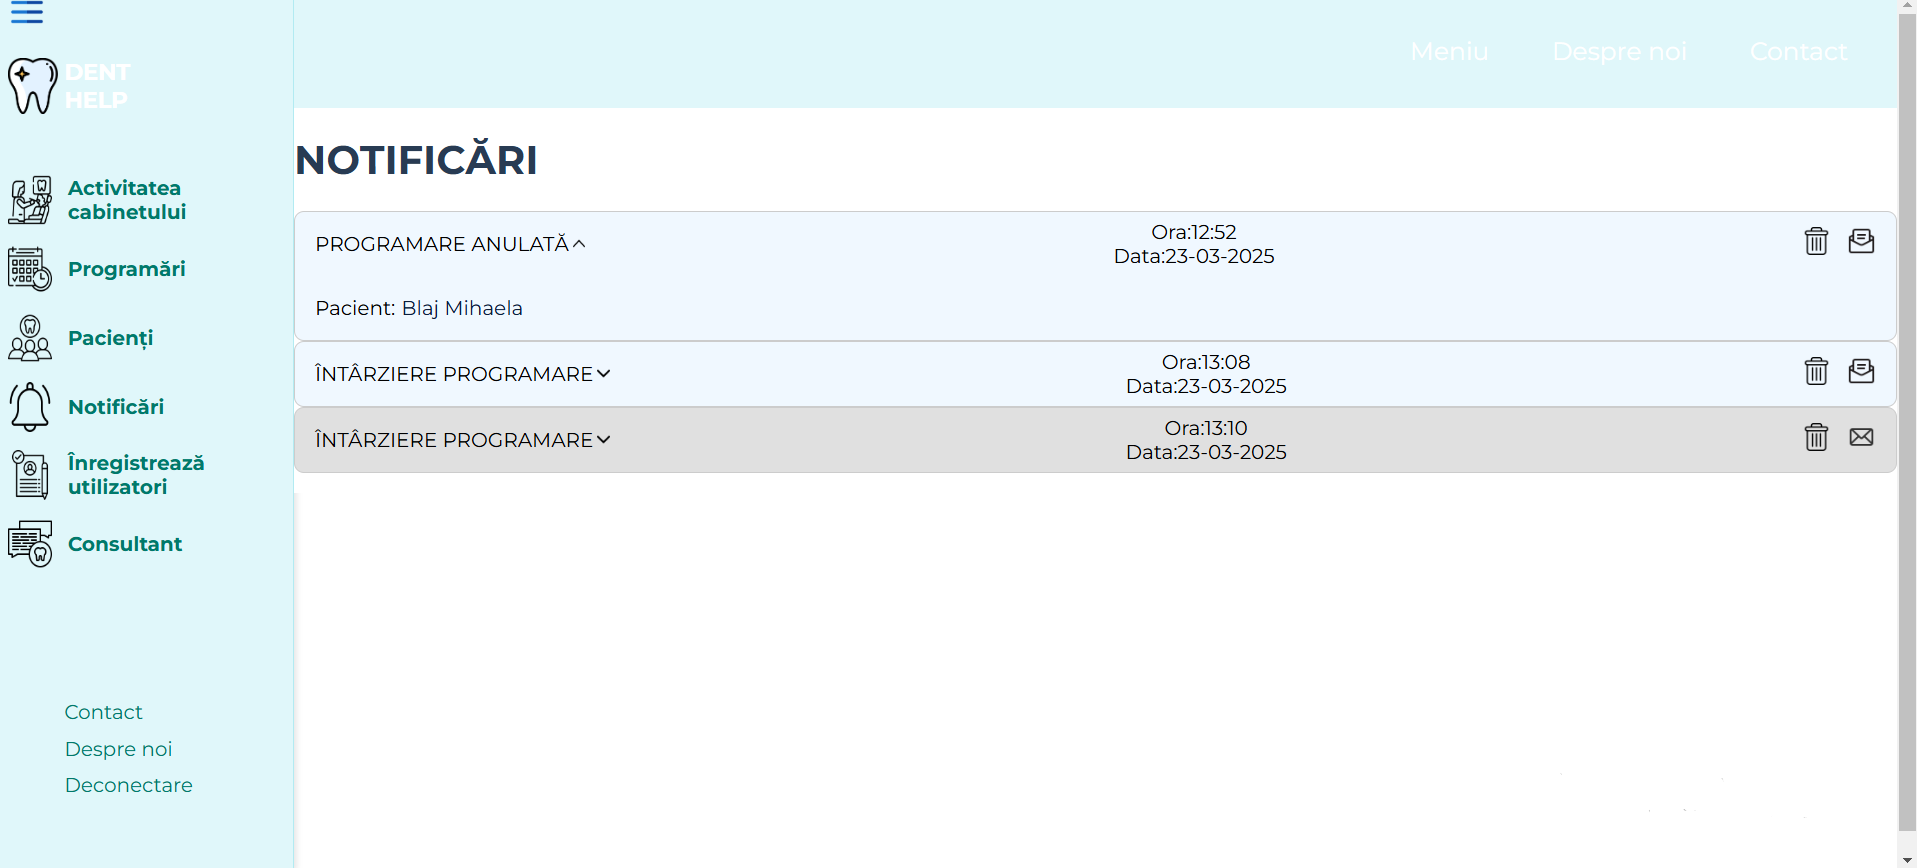 DENT
HELP
Meniu
Despre noi
Contact
Activitatea
cabinetului
Programări
Pacienți
Notificări
Înregistrează
utilizatori
Consultant
Contact
Despre noi
Deconectare
NOTIFICĂRI
PROGRAMARE ANULATĂ
Ora:12:52
Data:23-03-2025
Pacient: Blaj Mihaela
ÎNTÂRZIERE PROGRAMARE
Ora:13:08
Data:23-03-2025
ÎNTÂRZIERE PROGRAMARE
Ora:13:10
Data:23-03-2025